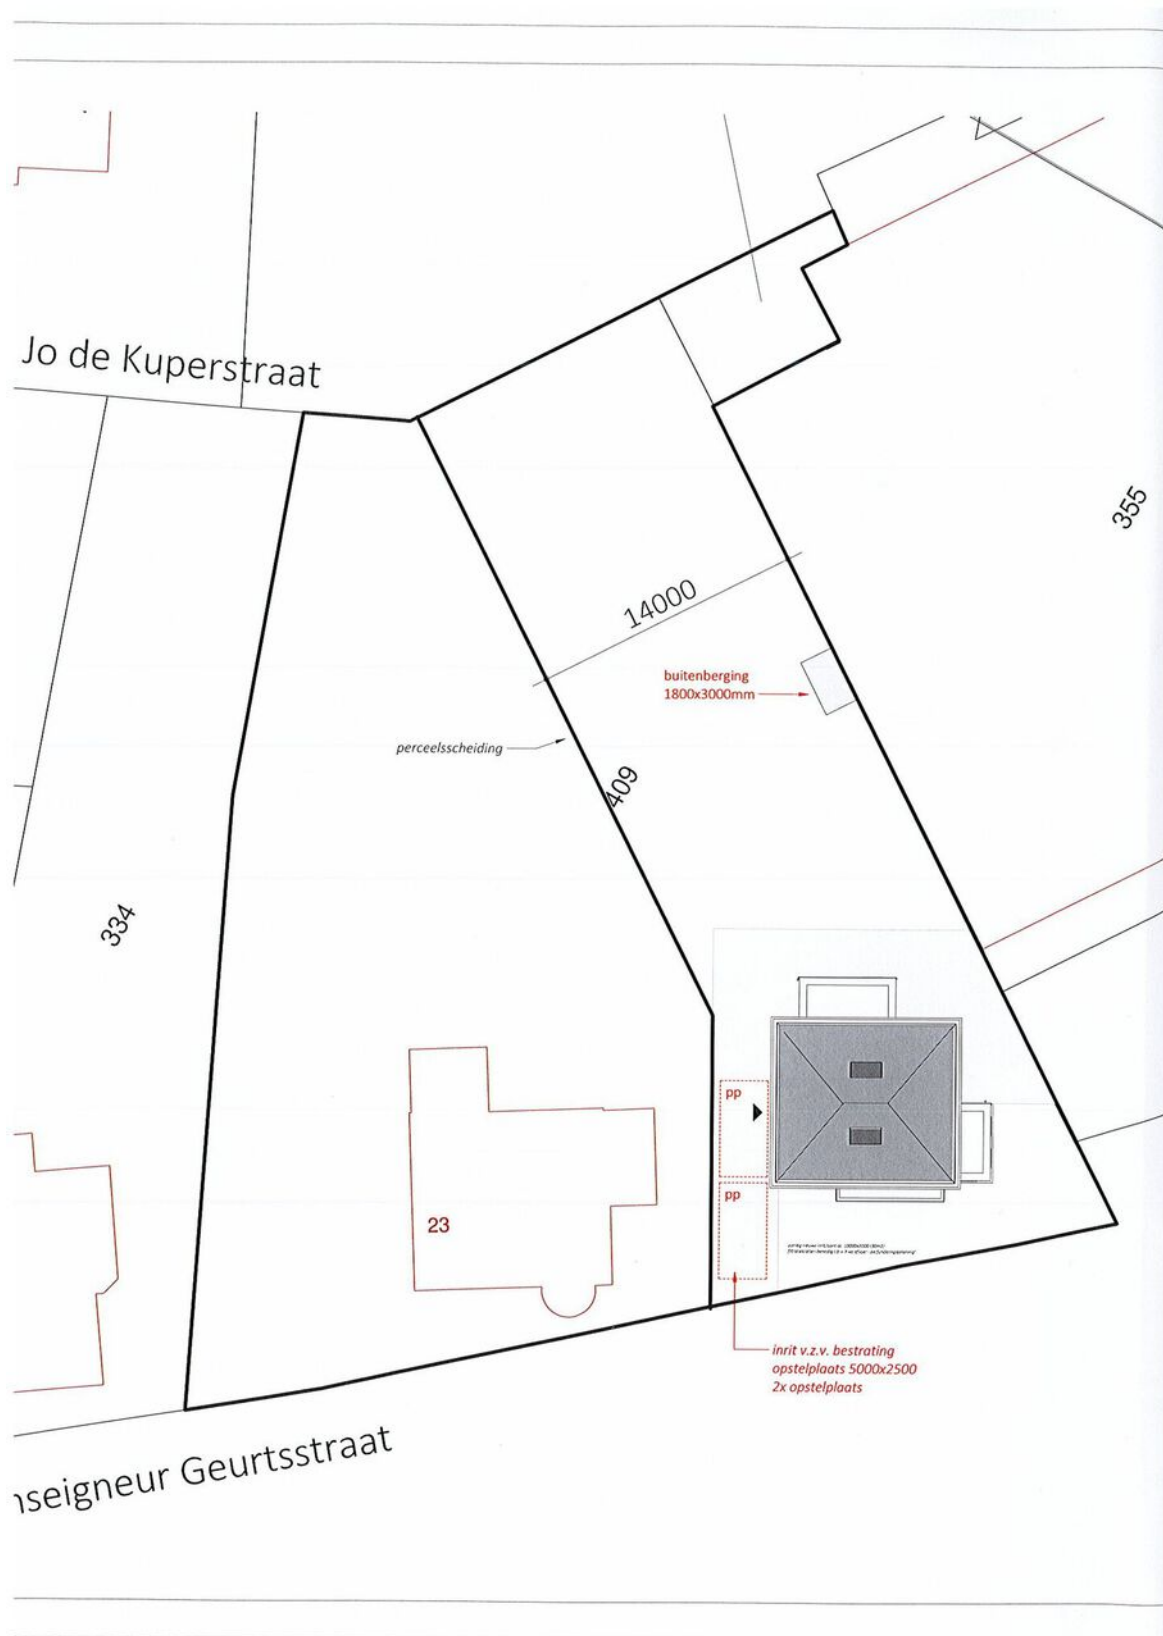 Jo de Kuperstraat
355
14000
buitenberging
1800x3000mm
perceelsscheiding
409
334
pp
pp
23
inrit v.z.v. bestrating
opstelplaats 5000x2500
2x opstelplaats
nseigneur Geurtsstraat